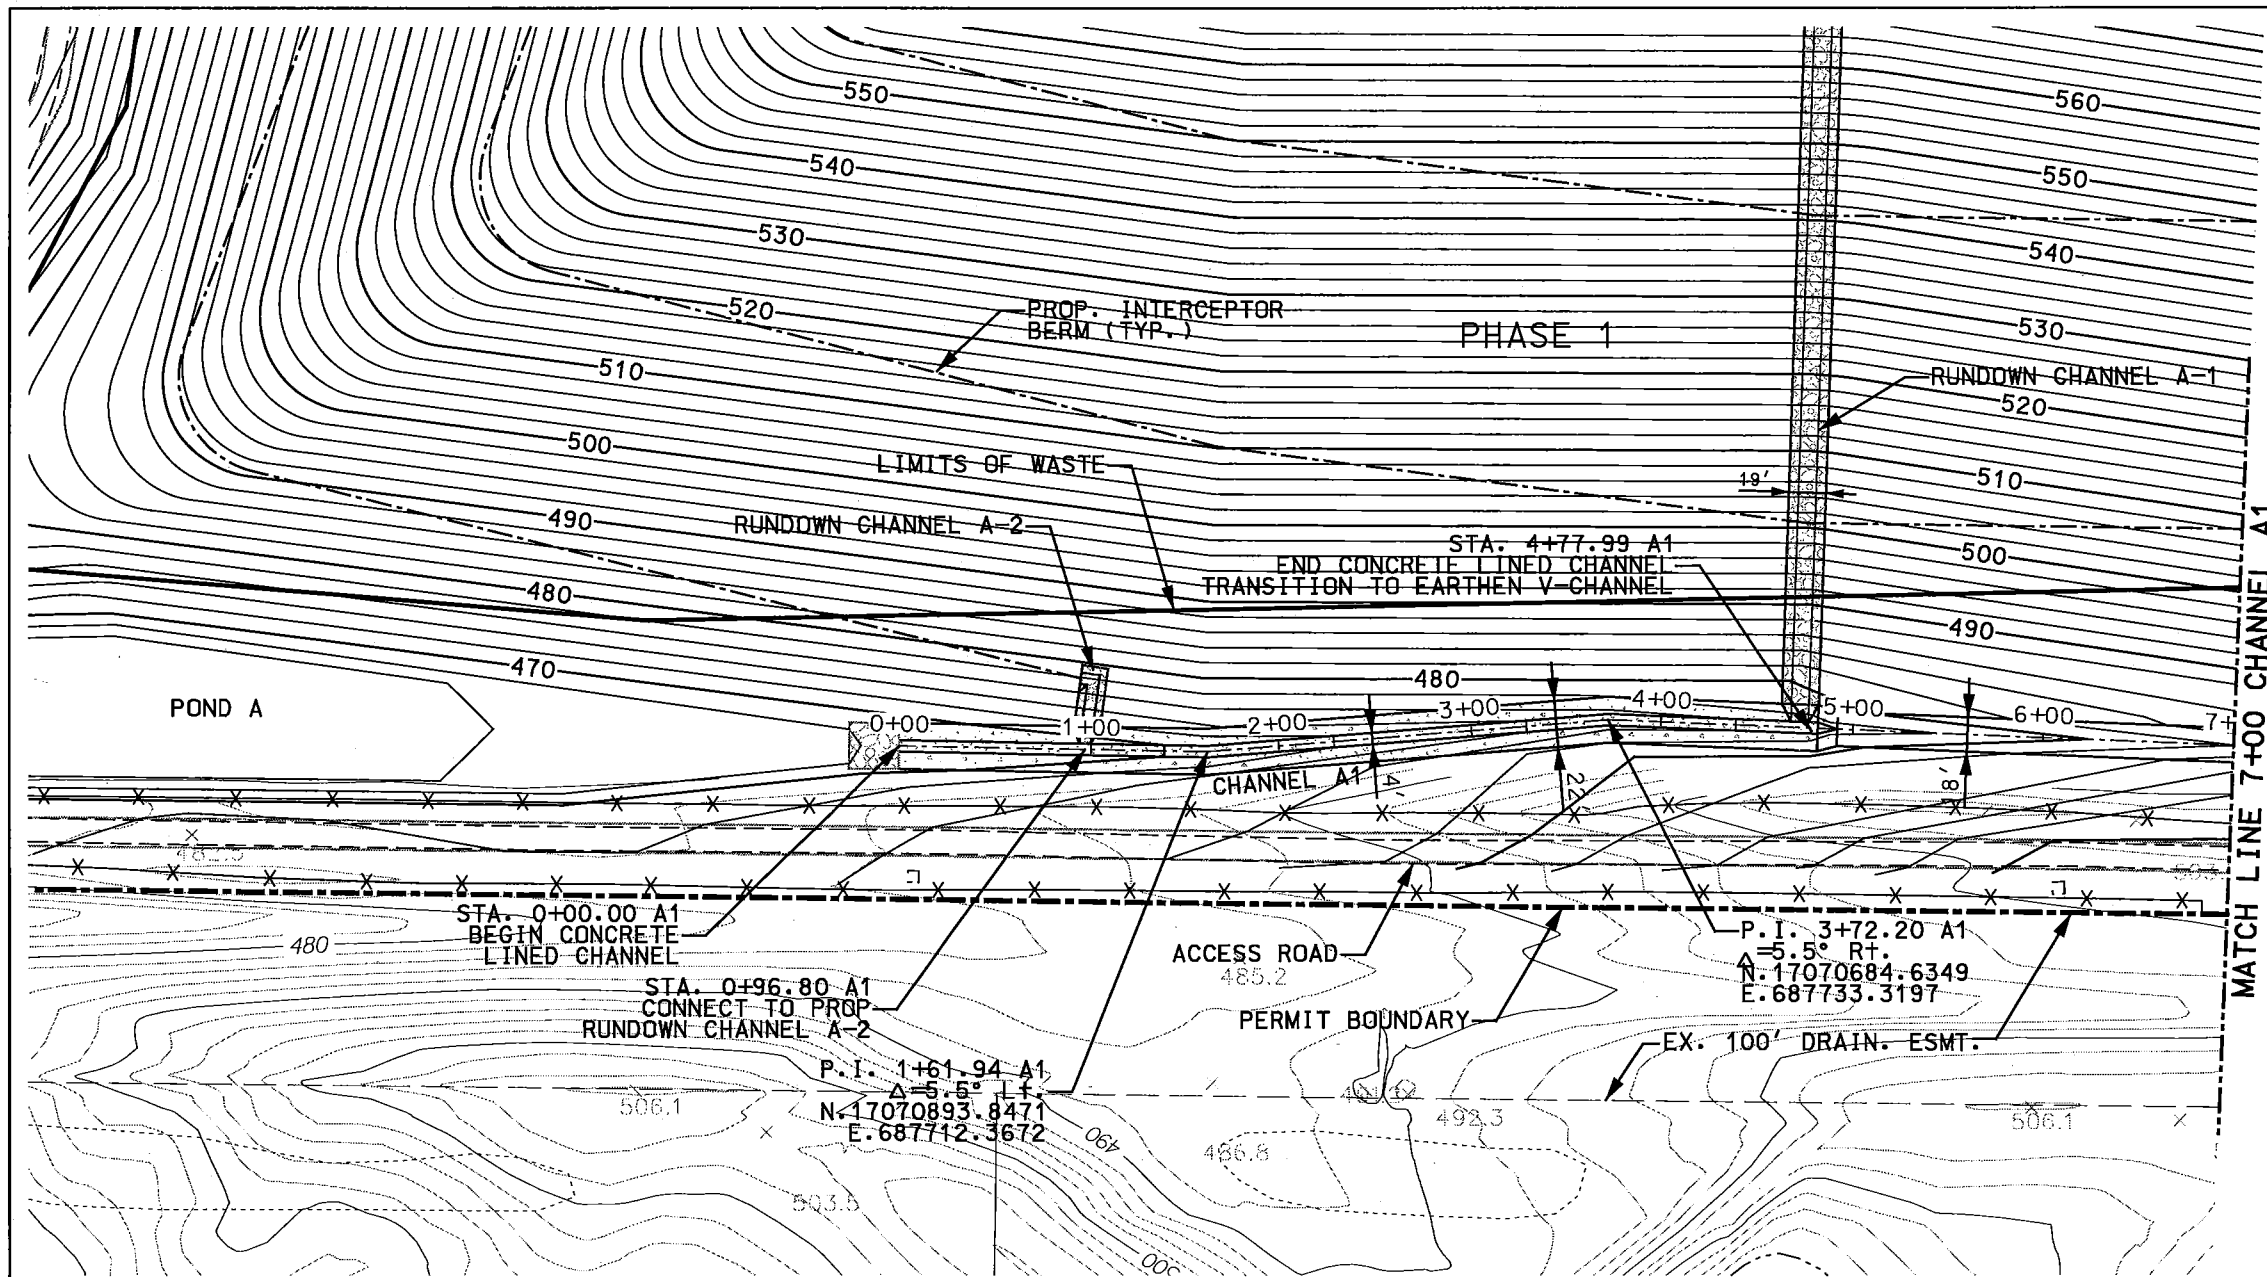 550
560
540
550
530
540
520
PROP. INTERCEPTOR
BERM (TYP.)
PHASE 1
530
510
RUNDOWN CHANNEL A-1
520
500
LIMITS OF WASTE
19'
510
490
RUNDOWN CHANNEL A-2
STA. 4+77.99 A1
END CONCRETE LINED CHANNEL
TRANSITION TO EARTHEN V-CHANNEL
500
480
490
470
480
POND A
0+00
1+00
2+00
3+00
4+00
5+00
6+00
7+
CHANNEL A1
4'
22'
18'
MATCH LINE 7+00 CHANNEL A1
STA. 0+00.00 A1
BEGIN CONCRETE
LINED CHANNEL
480
ACCESS ROAD
485.2
P.I. 3+72.20 A1
Δ=5.5° Rt.
N.17070684.6349
E.687733.3197
STA. 0+96.80 A1
CONNECT TO PROP
RUNDOWN CHANNEL A-2
PERMIT BOUNDARY
EX. 100' DRAIN. ESMT.
P.I. 1+61.94 A1
Δ=5.5° Lt.
N.17070893.8471
E.687712.3672
506.1
492.3
506.1
490
486.8
503.5
500